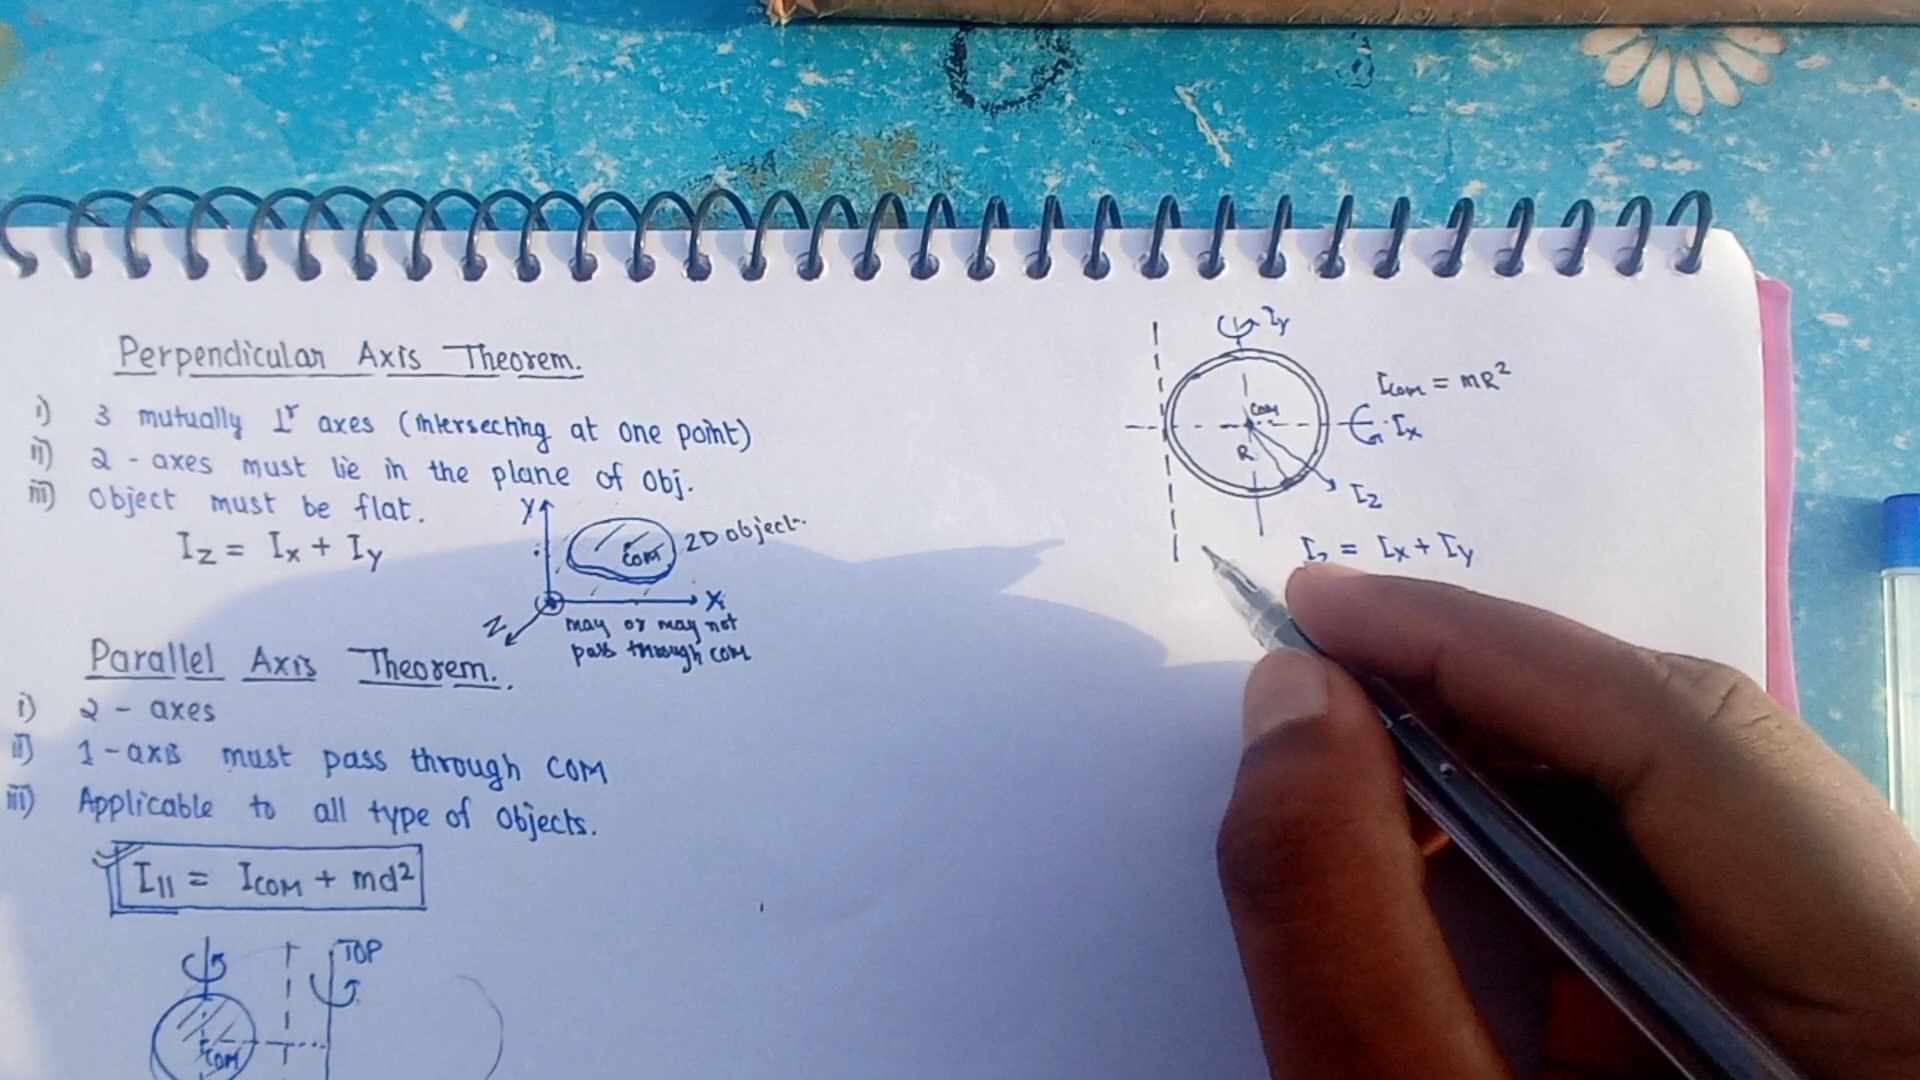 Perpendicular Axis Theorem.
i) 3 mutually 1r axes (intersecting at one point)
ii) 2 - axes must lie in the plane of obj.
iii) Object must be flat.
Iz = Ix + Iy
Y
COM
2D object.
X
Z
may or may not
pass through COM
Parallel Axis Theorem.
i) 2 - axes
ii) 1 - axis must pass through COM
iii) Applicable to all type of Objects.
I11 = ICOM + md²
TOP
COM
Iy
Icom = mR²
COM
Ix
R
Iz
Iz = Ix + Iy